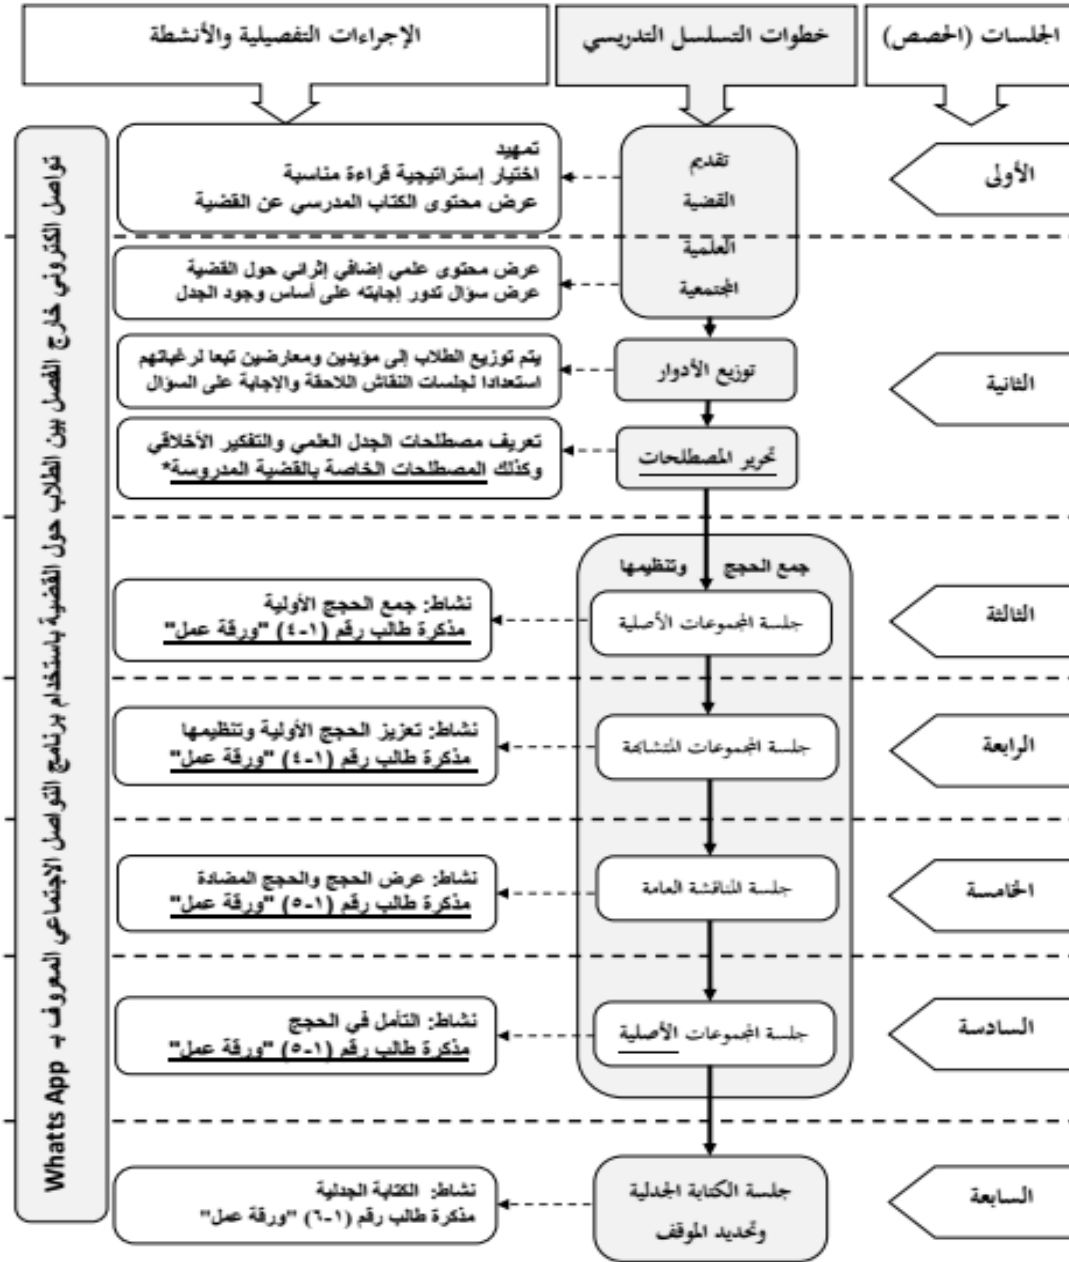 الجلسات (الحصص)
خطوات التسلسل التدريسي
الإجراءات التفصيلية والأنشطة
الأولى
تقديم
القضية
العلمية
المجتمعية
تمهيد
اختيار إستراتيجية قراءة مناسبة
عرض محتوى الكتاب المدرسي عن القضية
عرض محتوى علمي إضافي إثرائي حول القضية
عرض سؤال تدور إجابته على أساس وجود الجدل
الثانية
توزيع الأدوار
يتم توزيع الطلاب إلى مؤيدين ومعارضين تبعا لرغباتهم
استعدادا لجلسات النقاش اللاحقة والإجابة على السؤال
تحرير المصطلحات
تعريف مصطلحات الجدل العلمي والتفكير الأخلاقي
وكذلك المصطلحات الخاصة بالقضية المدروسة*
جمع الحجج وتنظيمها
الثالثة
جلسة المجموعات الأصلية
نشاط: جمع الحجج الأولية
مذكرة طالب رقم (١-٤) "ورقة عمل"
الرابعة
جلسة المجموعات المتشابهة
نشاط: تعزيز الحجج الأولية وتنظيمها
مذكرة طالب رقم (١-٤) "ورقة عمل"
الخامسة
جلسة المناقشة العامة
نشاط: عرض الحجج والحجج المضادة
مذكرة طالب رقم (١-٥) "ورقة عمل"
السادسة
جلسة المجموعات الأصلية
نشاط: التأمل في الحجج
مذكرة طالب رقم (١-٥) "ورقة عمل"
السابعة
جلسة الكتابة الجدلية
وتحديد الموقف
نشاط: الكتابة الجدلية
مذكرة طالب رقم (١-٦) "ورقة عمل"
تواصل الكتروني خارج الفصل بين الطلاب حول القضية باستخدام برنامج التواصل الاجتماعي المعروف ب Whatts App